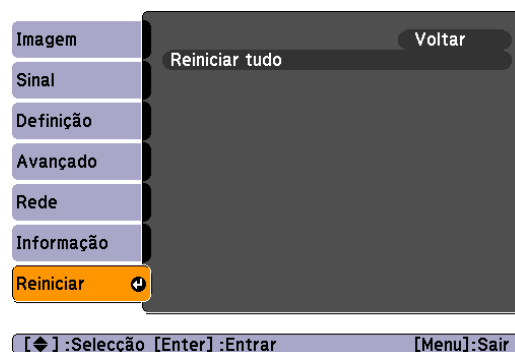 Imagem
Sinal
Definição
Avançado
Rede
Informação
Reiniciar
Voltar
Reiniciar tudo
[ ] :Selecção [Enter] :Entrar [Menu]:Sair